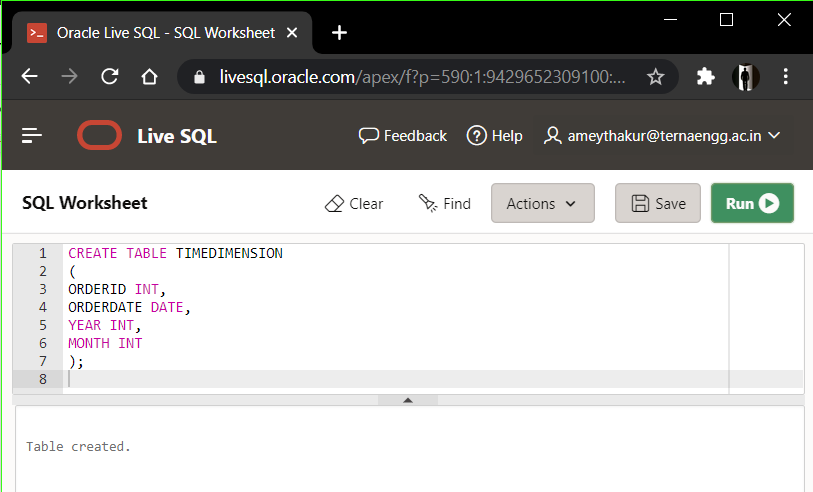 Oracle Live SQL - SQL Worksheet
livesql.oracle.com/apex/f?p=590:1:9429652309100:...
Live SQL Feedback Help ameythakur@ternaengg.ac.in
SQL Worksheet Clear Find Actions Save Run
1 CREATE TABLE TIMEDIMENSION
2 (
3 ORDERID INT,
4 ORDERDATE DATE,
5 YEAR INT,
6 MONTH INT
7 );
8
Table created.